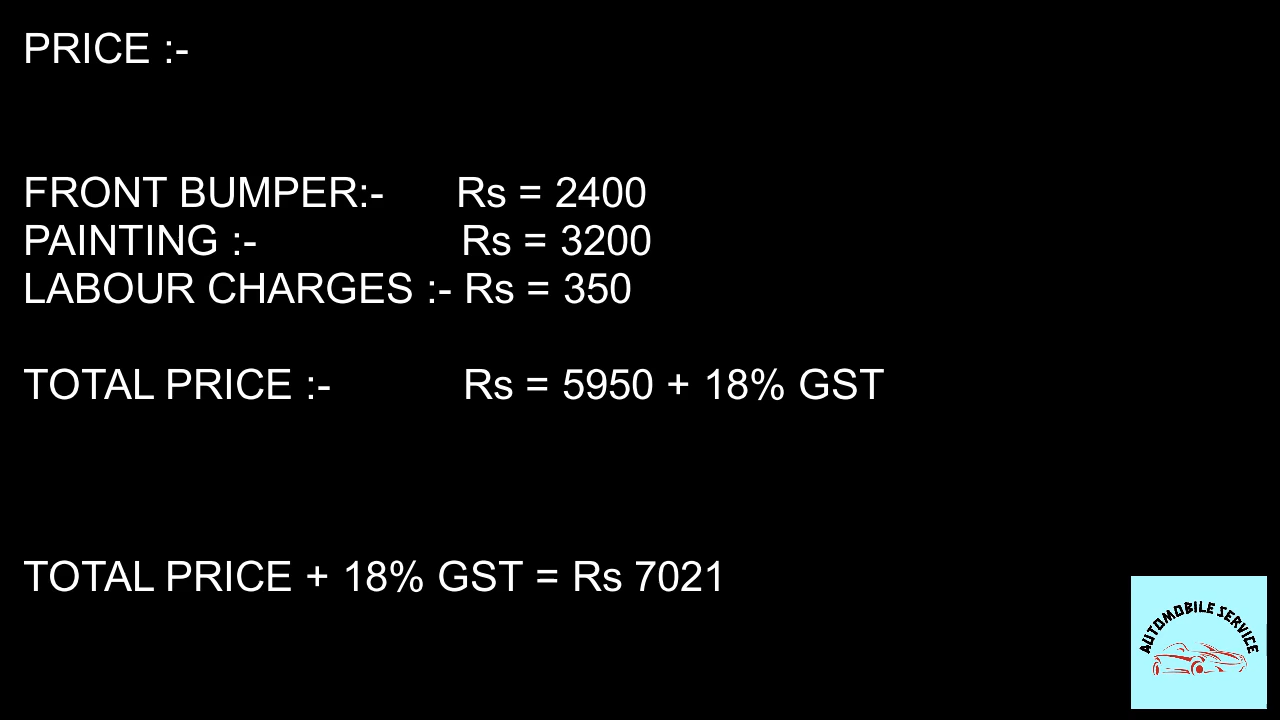 PRICE :-
FRONT BUMPER:- Rs = 2400
PAINTING :- Rs = 3200
LABOUR CHARGES :- Rs = 350
TOTAL PRICE :- Rs = 5950 + 18% GST
TOTAL PRICE + 18% GST = Rs 7021
AUTOMOBILE SERVICE